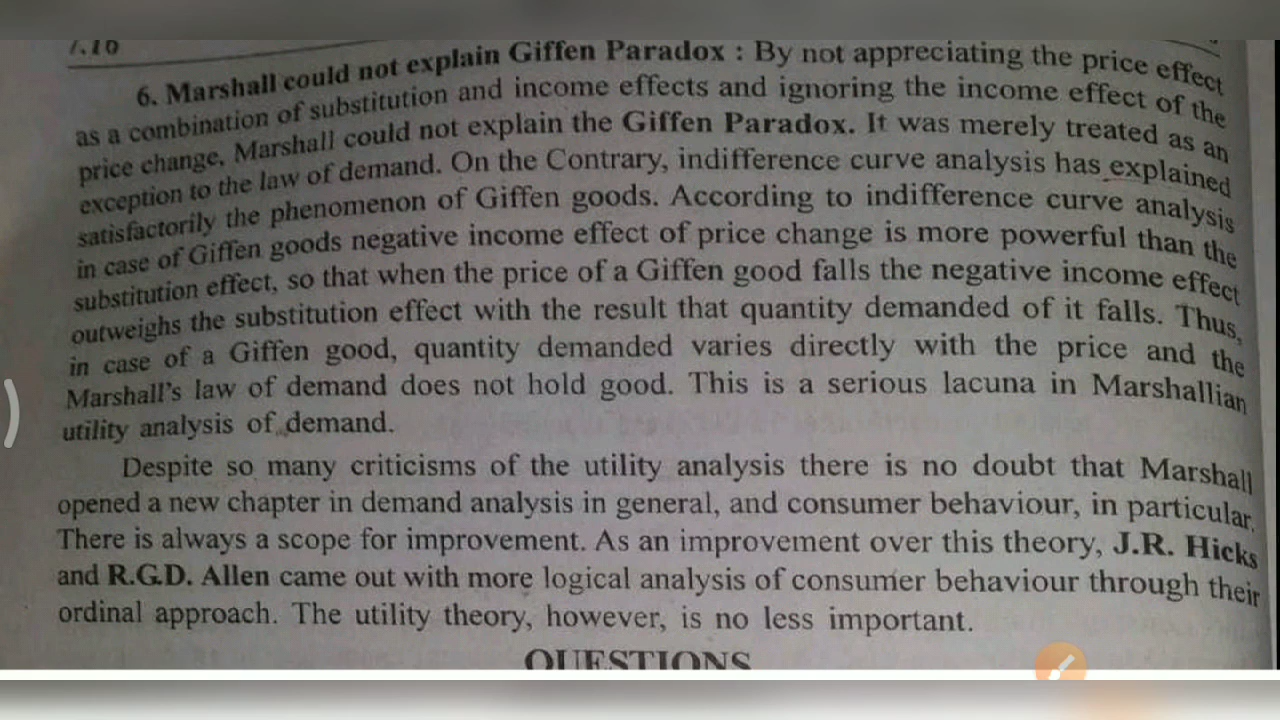 7.16
6. Marshall could not explain Giffen Paradox : By not appreciating the price effect
as a combination of substitution and income effects and ignoring the income effect of the
price change, Marshall could not explain the Giffen Paradox. It was merely treated as an
exception to the law of demand. On the Contrary, indifference curve analysis has explained
satisfactorily the phenomenon of Giffen goods. According to indifference curve analysis
in case of Giffen goods negative income effect of price change is more powerful than the
substitution effect, so that when the price of a Giffen good falls the negative income effect
outweighs the substitution effect with the result that quantity demanded of it falls. Thus,
in case of a Giffen good, quantity demanded varies directly with the price and the
Marshall's law of demand does not hold good. This is a serious lacuna in Marshallian
utility analysis of demand.
Despite so many criticisms of the utility analysis there is no doubt that Marshall
opened a new chapter in demand analysis in general, and consumer behaviour, in particular.
There is always a scope for improvement. As an improvement over this theory, J.R. Hicks
and R.G.D. Allen came out with more logical analysis of consumer behaviour through their
ordinal approach. The utility theory, however, is no less important.
QUESTIONS